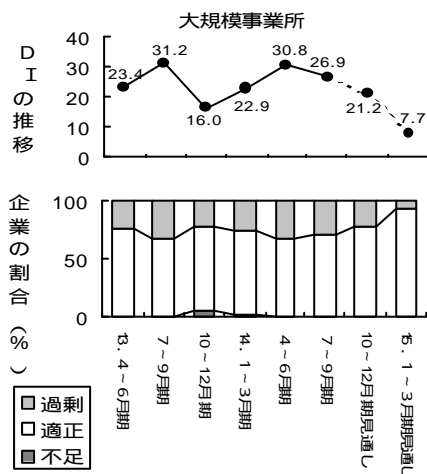 大規模事業所
DIの推移
40
30
20
10
0
23.4
31.2
16.0
22.9
30.8
26.9
21.2
7.7
企業の割合(%)
100
50
0
13.4～6月期
7～9月期
10～12月期
14.1～3月期
4～6月期
7～9月期
10～12月期見通し
15.1～3月期見通し
過剰
適正
不足